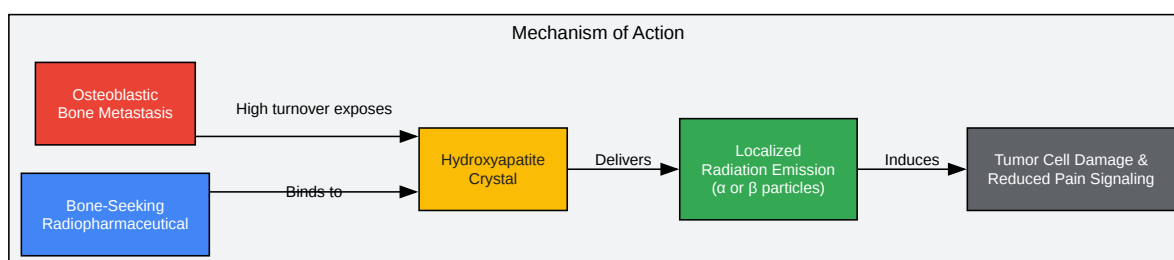 Mechanism of Action
Osteoblastic
Bone Metastasis
High turnover exposes
Bone-Seeking
Radiopharmaceutical
Binds to
Hydroxyapatite
Crystal
Delivers
Localized
Radiation Emission
(α or β particles)
Induces
Tumor Cell Damage &
Reduced Pain Signaling